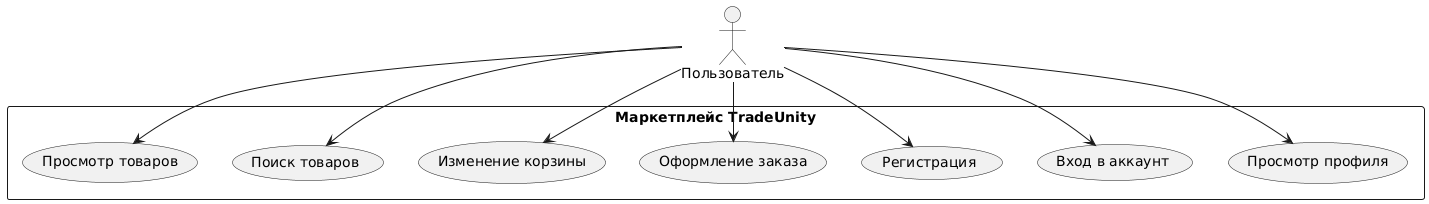 Пользователь
Маркетплейс TradeUnity
Просмотр товаров
Поиск товаров
Изменение корзины
Оформление заказа
Регистрация
Вход в аккаунт
Просмотр профиля